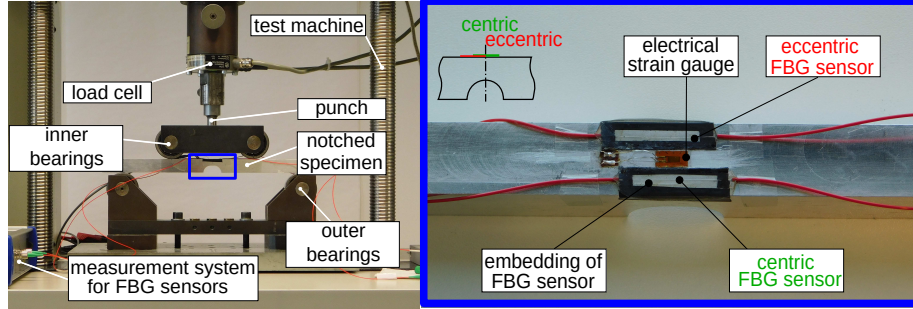 test machine
load cell
punch
inner
bearings
notched
specimen
outer
bearings
measurement system
for FBG sensors
centric
eccentric
electrical
strain gauge
eccentric
FBG sensor
embedding of
FBG sensor
centric
FBG sensor